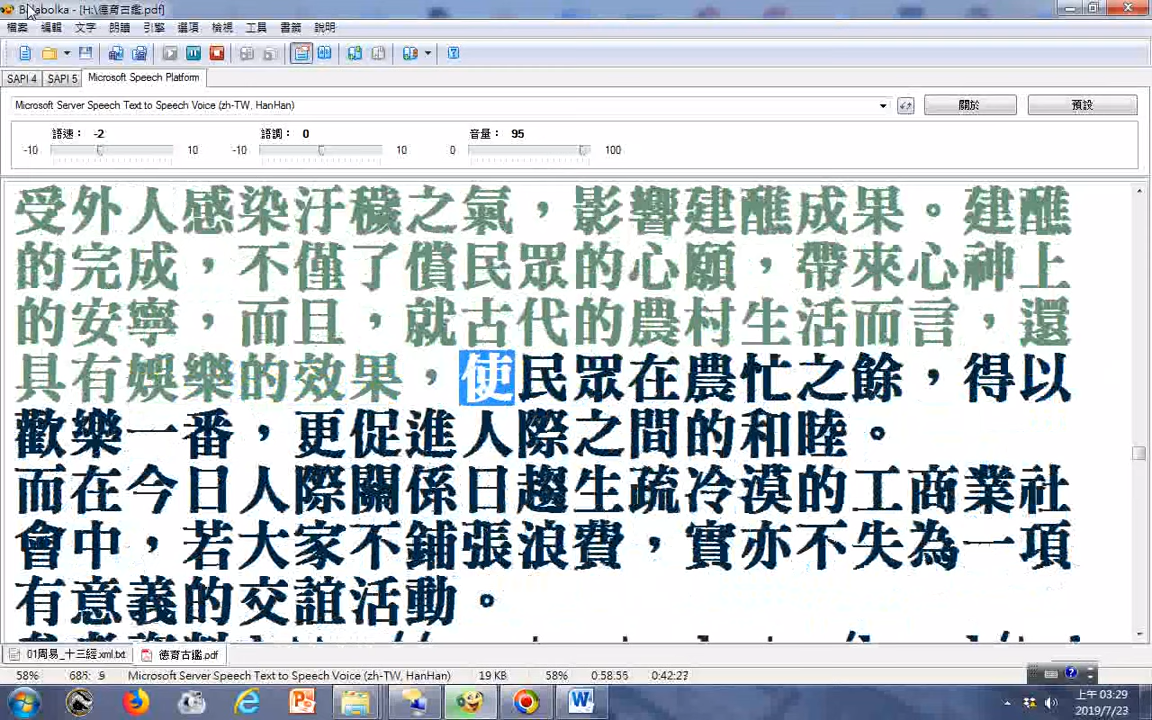 Balabolka - [H:\德育古鑑.pdf]
檔案 編輯 文字 朗讀 引擎 選項 檢視 工具 書籤 說明
SAPI 4 SAPI 5 Microsoft Speech Platform
Microsoft Server Speech Text to Speech Voice (zh-TW, HanHan) 關於 預設
語速： -2 語調： 0 音量： 95
-10 10 -10 10 0 100
受外人感染汙穢之氣，影響建醮成果。建醮
的完成，不僅了償民眾的心願，帶來心神上
的安寧，而且，就古代的農村生活而言，還
具有娛樂的效果，使民眾在農忙之餘，得以
歡樂一番，更促進人際之間的和睦。
而在今日人際關係日趨生疏冷漠的工商業社
會中，若大家不鋪張浪費，實亦不失為一項
有意義的交誼活動。
01周易_十三經.xml.txt 德育古鑑.pdf
58% Microsoft Server Speech Text to Speech Voice (zh-TW, HanHan) 19 KB 58% 0:58:55 0:42:27
上午 03:29
2019/7/23